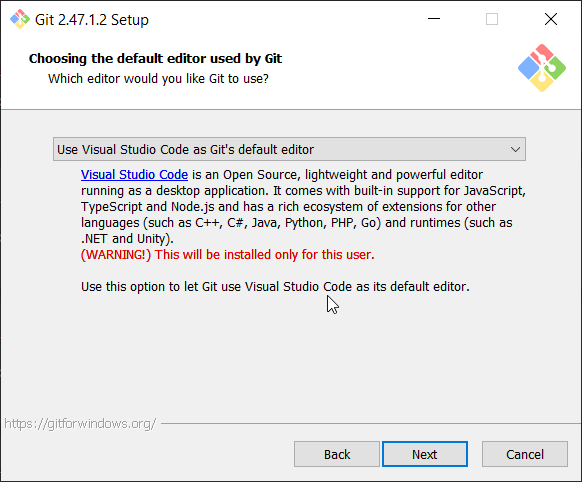 Git 2.47.1.2 Setup
Choosing the default editor used by Git
Which editor would you like Git to use?
Use Visual Studio Code as Git's default editor
Visual Studio Code is an Open Source, lightweight and powerful editor
running as a desktop application. It comes with built-in support for JavaScript,
TypeScript and Node.js and has a rich ecosystem of extensions for other
languages (such as C++, C#, Java, Python, PHP, Go) and runtimes (such as
.NET and Unity).
(WARNING!) This will be installed only for this user.
Use this option to let Git use Visual Studio Code as its default editor.
https://gitforwindows.org/
Back
Next
Cancel